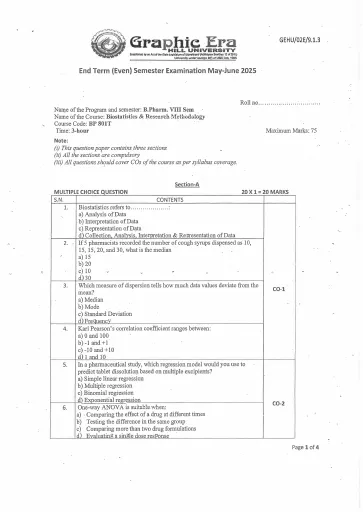 GEHU/02E/9.1.3
Graphic Era
HILL UNIVERSITY
End Term (Even) Semester Examination May-June 2025
Roll no..............................
Name of the Program and semester: B.Pharm. VIII Sem
Name of the Course: Biostatistics & Research Methodology
Course Code: BP 801T
Time: 3-hour Maximum Marks: 75
Note:
(i) This question paper contains three sections
(ii) All the sections are compulsory
(iii) All questions should cover COs of the course as per syllabus coverage.
Section-A
MULTIPLE CHOICE QUESTION 20 X 1 = 20 MARKS
S.N. CONTENTS
1. Biostatistics refers to..................:
a) Analysis of Data
b) Interpretation of Data
c) Representation of Data
d) Collection, Analysis, Interpretation & Representation of Data
2. If 5 pharmacists recorded the number of cough syrups dispensed as 10,
15, 15, 20, and 30, what is the median
a) 15
b) 20
c) 10
d) 30
3. Which measure of dispersion tells how much data values deviate from the
mean?
a) Median
b) Mode
c) Standard Deviation
d) Frequency
CO-1
4. Karl Pearson's correlation coefficient ranges between:
a) 0 and 100
b) -1 and +1
c) -10 and +10
d) 1 and 10
5. In a pharmaceutical study, which regression model would you use to
predict tablet dissolution based on multiple excipients?
a) Simple linear regression
b) Multiple regression
c) Binomial regression
d) Exponential regression
CO-2
6. One-way ANOVA is suitable when:
a) Comparing the effect of a drug at different times
b) Testing the difference in the same group
c) Comparing more than two drug formulations
d) Evaluating a single dose response
Page 1 of 4